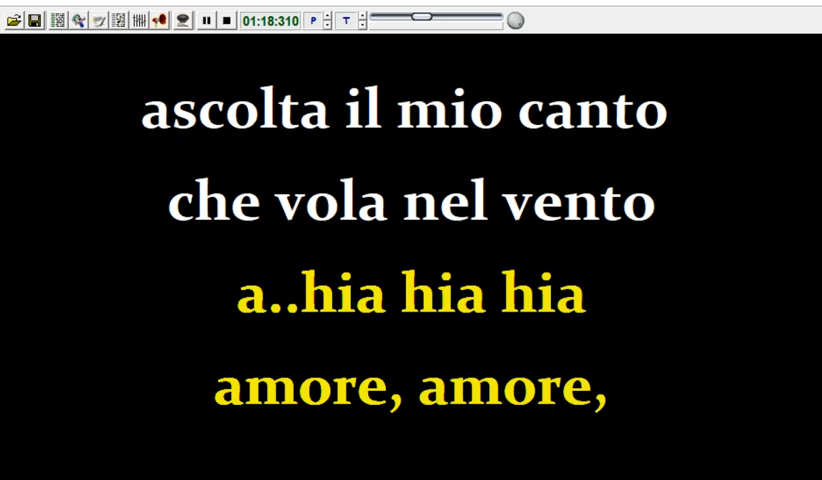 01:18:310 P T
ascolta il mio canto
che vola nel vento
a..hia hia hia
amore, amore,